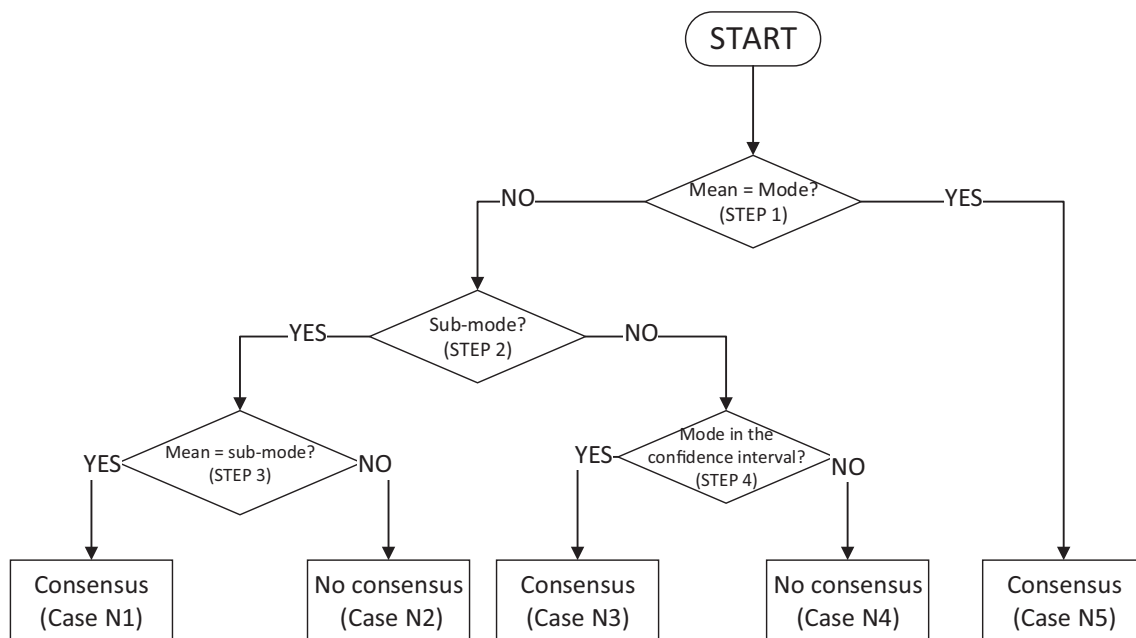 START
Mean = Mode?
(STEP 1)
NO
YES
Sub-mode?
(STEP 2)
YES
NO
Mean = sub-mode?
(STEP 3)
YES
NO
Mode in the
confidence interval?
(STEP 4)
YES
NO
Consensus
(Case N1)
No consensus
(Case N2)
Consensus
(Case N3)
No consensus
(Case N4)
Consensus
(Case N5)